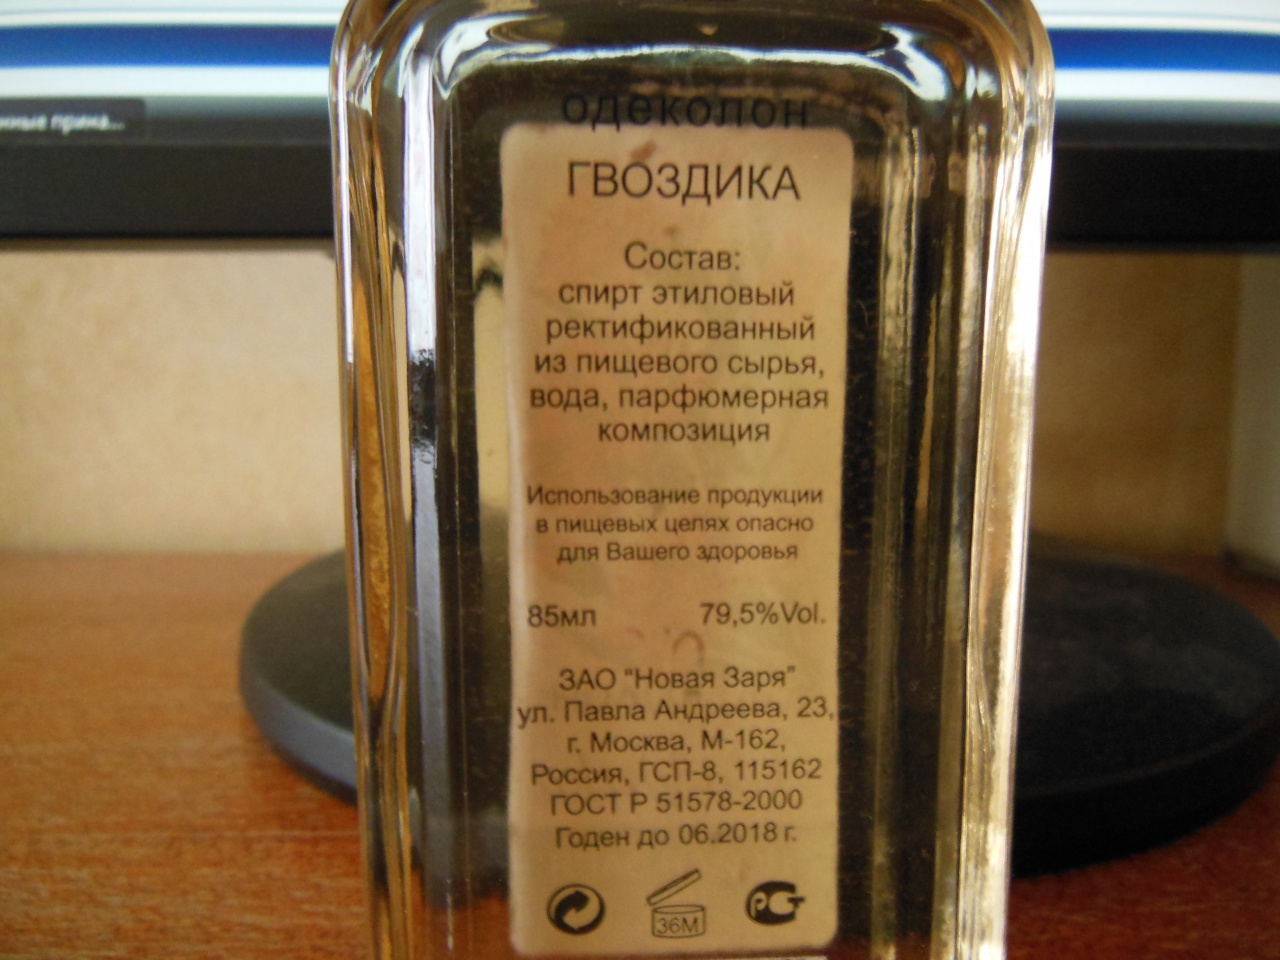 одеколон
ГВОЗДИКА
Состав:
спирт этиловый
ректификованный
из пищевого сырья,
вода, парфюмерная
композиция
Использование продукции
в пищевых целях опасно
для Вашего здоровья
85мл 79,5%Vol.
ЗАО "Новая Заря"
ул. Павла Андреева, 23,
г. Москва, М-162,
Россия, ГСП-8, 115162
ГОСТ Р 51578-2000
Годен до 06.2018 г.
36М
РСТ